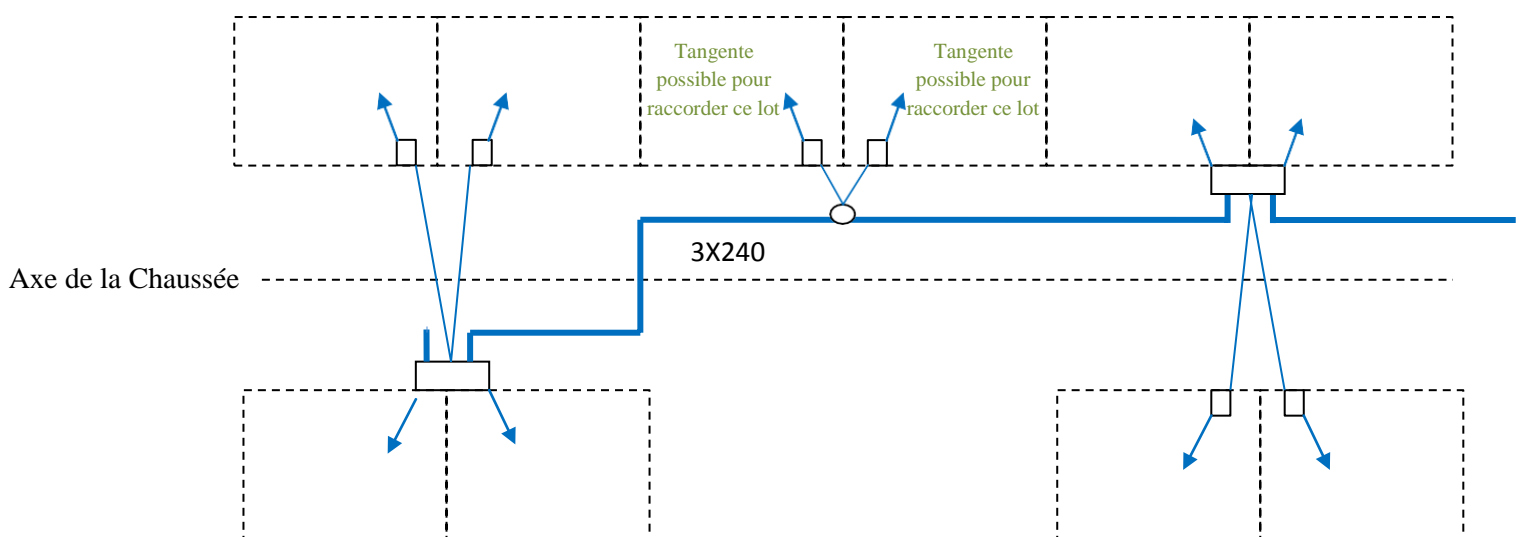 Tangente
possible pour
raccorder ce lot
Tangente
possible pour
raccorder ce lot
3X240
Axe de la Chaussée